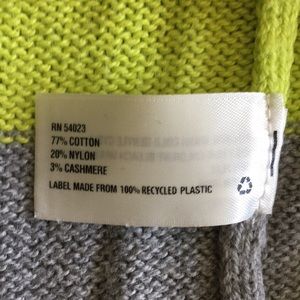 RN 54023
77% COTTON
20% NYLON
3% CASHMERE
LABEL MADE FROM 100% RECYCLED PLASTIC